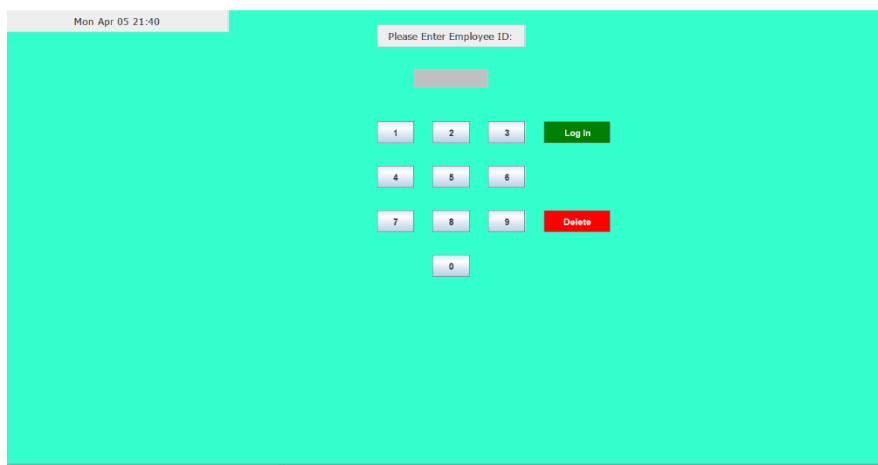 Mon Apr 05 21:40
Please Enter Employee ID:
1 2 3 Log In
4 5 6
7 8 9 Delete
0